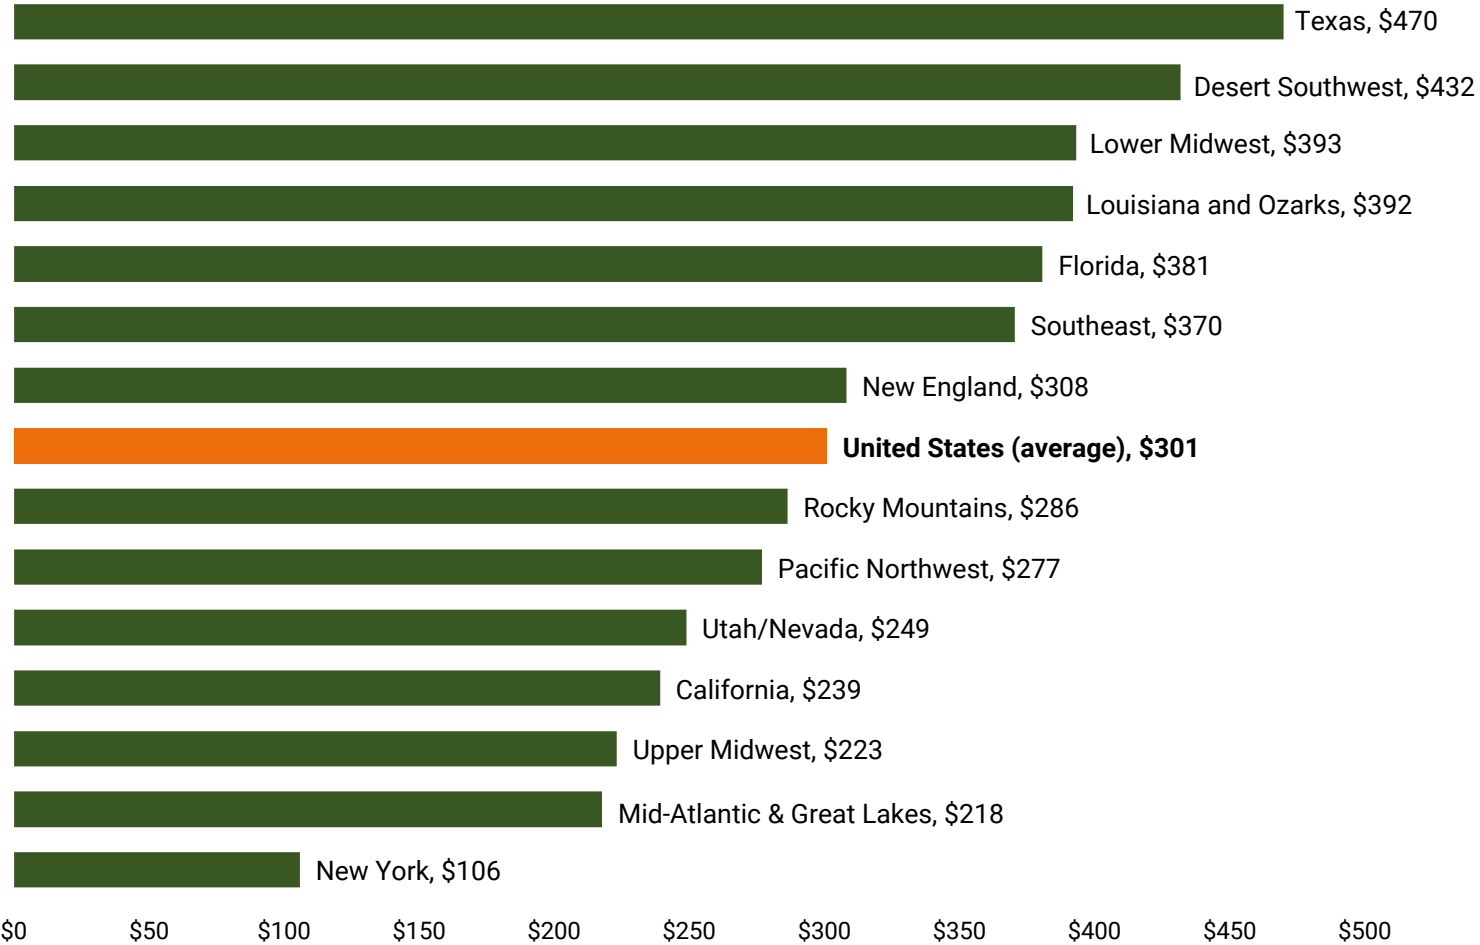 Texas, $470
Desert Southwest, $432
Lower Midwest, $393
Louisiana and Ozarks, $392
Florida, $381
Southeast, $370
New England, $308
United States (average), $301
Rocky Mountains, $286
Pacific Northwest, $277
Utah/Nevada, $249
California, $239
Upper Midwest, $223
Mid-Atlantic & Great Lakes, $218
New York, $106
$0 $50 $100 $150 $200 $250 $300 $350 $400 $450 $500